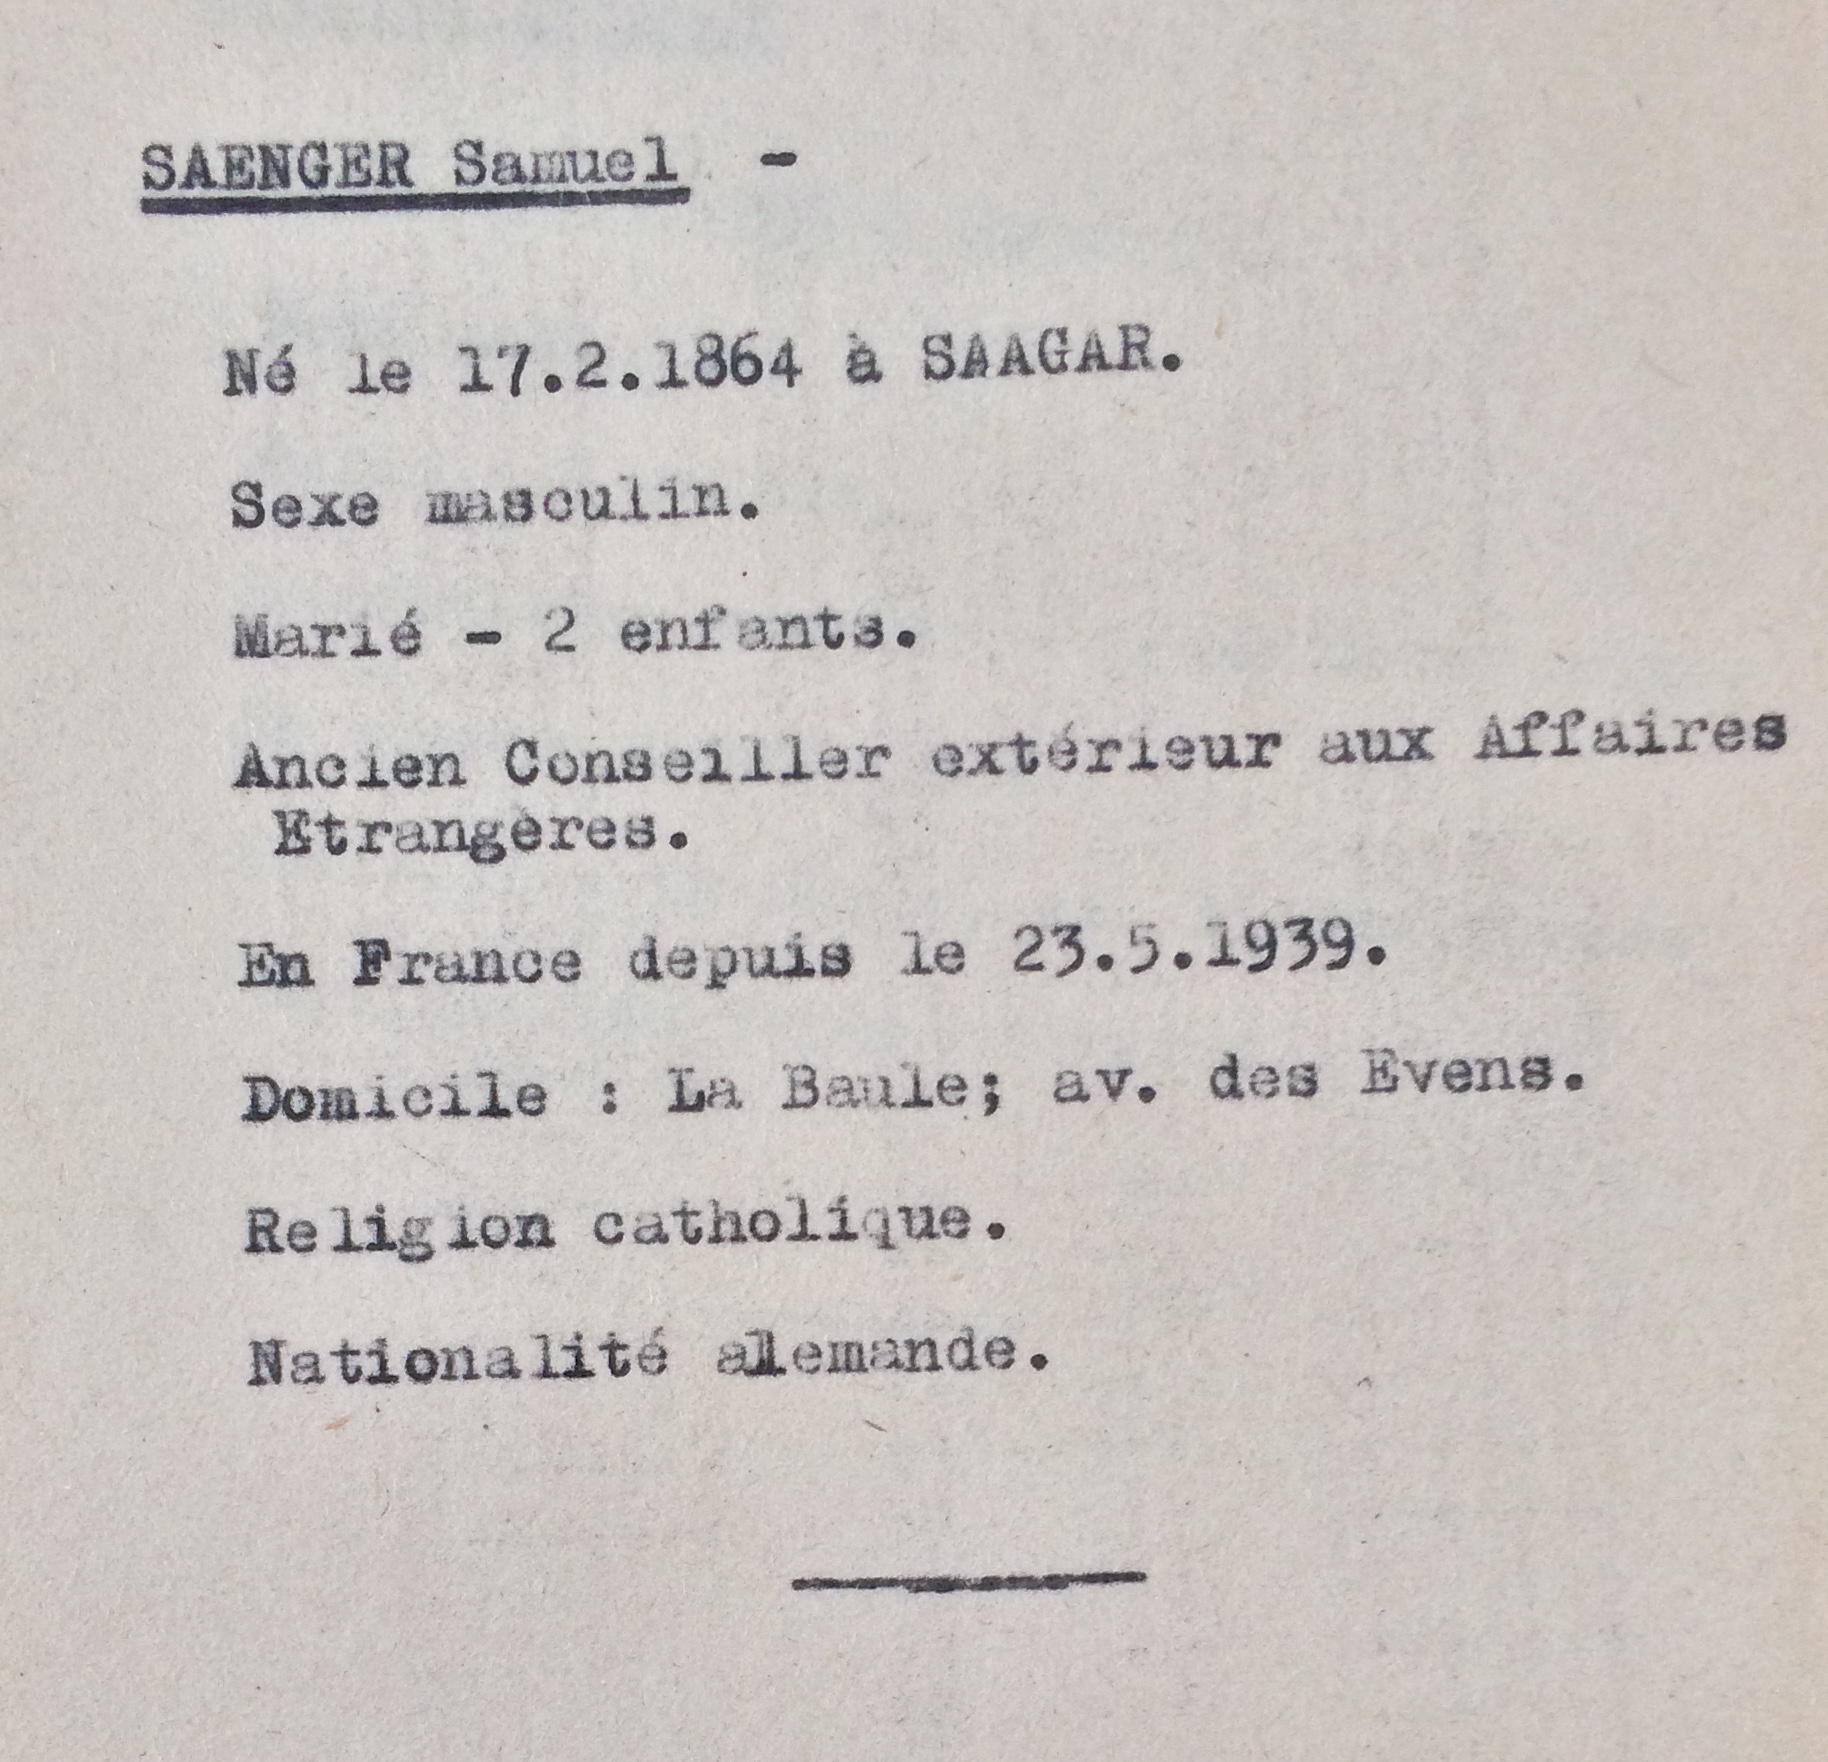 SAENGER Samuel -
Né le 17.2.1864 à SAAGAR.
Sexe masculin.
Marié - 2 enfants.
Ancien Conseiller extérieur aux Affaires
Etrangères.
En France depuis le 23.5.1939.
Domicile : La Baule; av. des Evens.
Religion catholique.
Nationalité alemande.